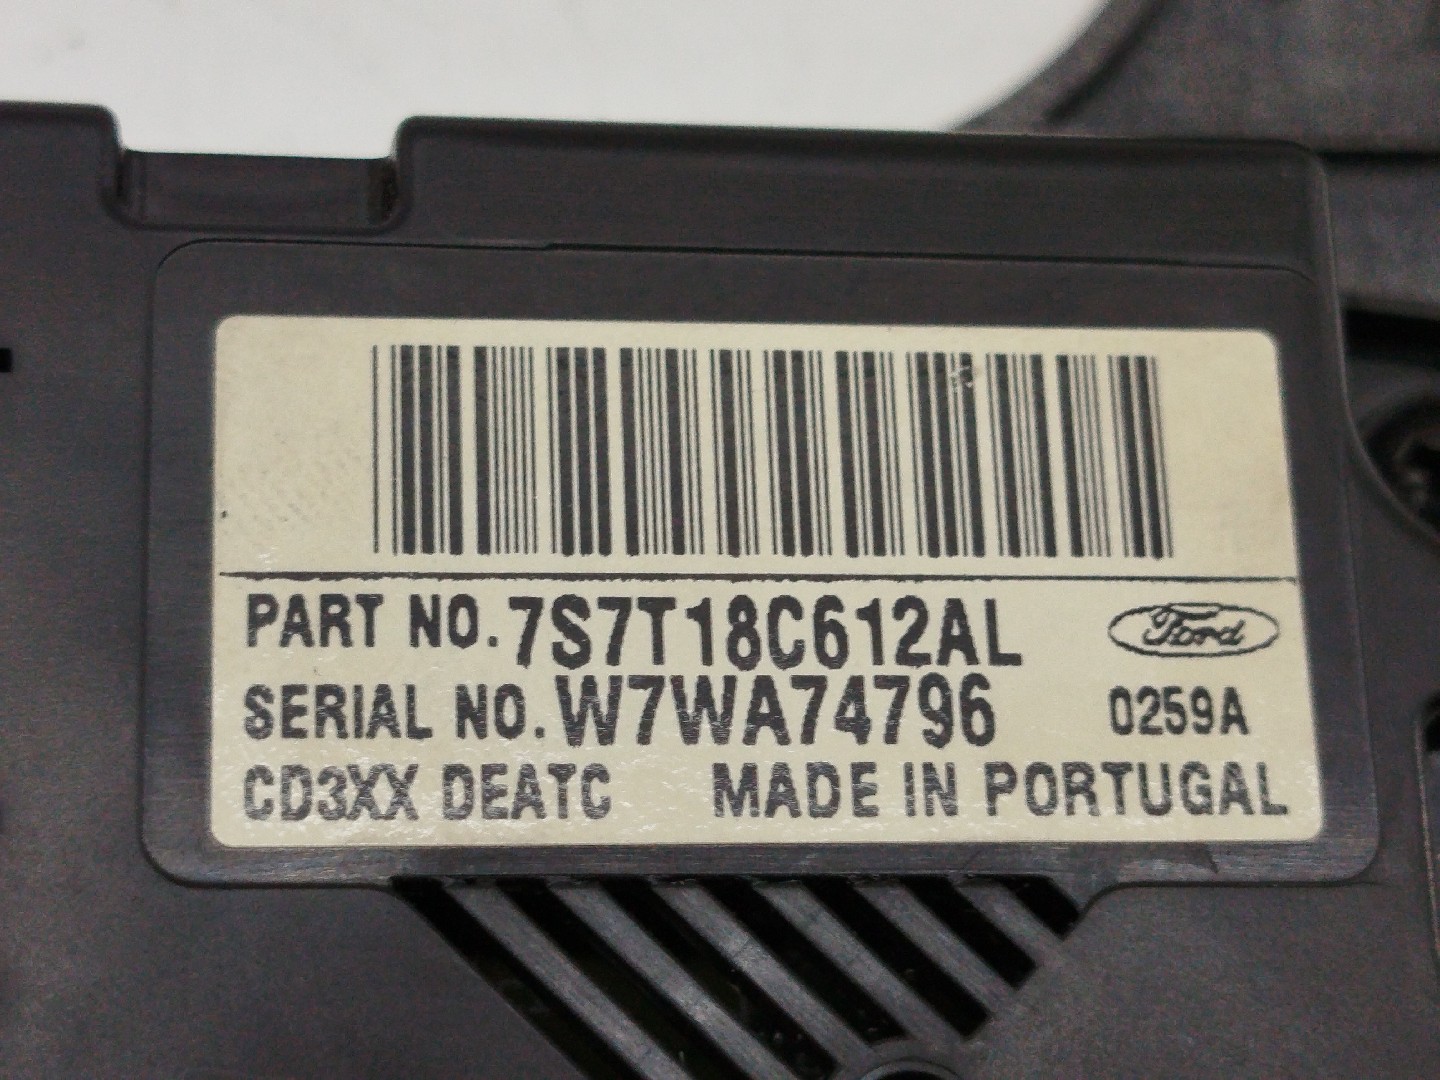 PART NO. 7S7T18C612AL Ford
SERIAL NO. W7WA74796 0259A
CD3XX DEATC MADE IN PORTUGAL